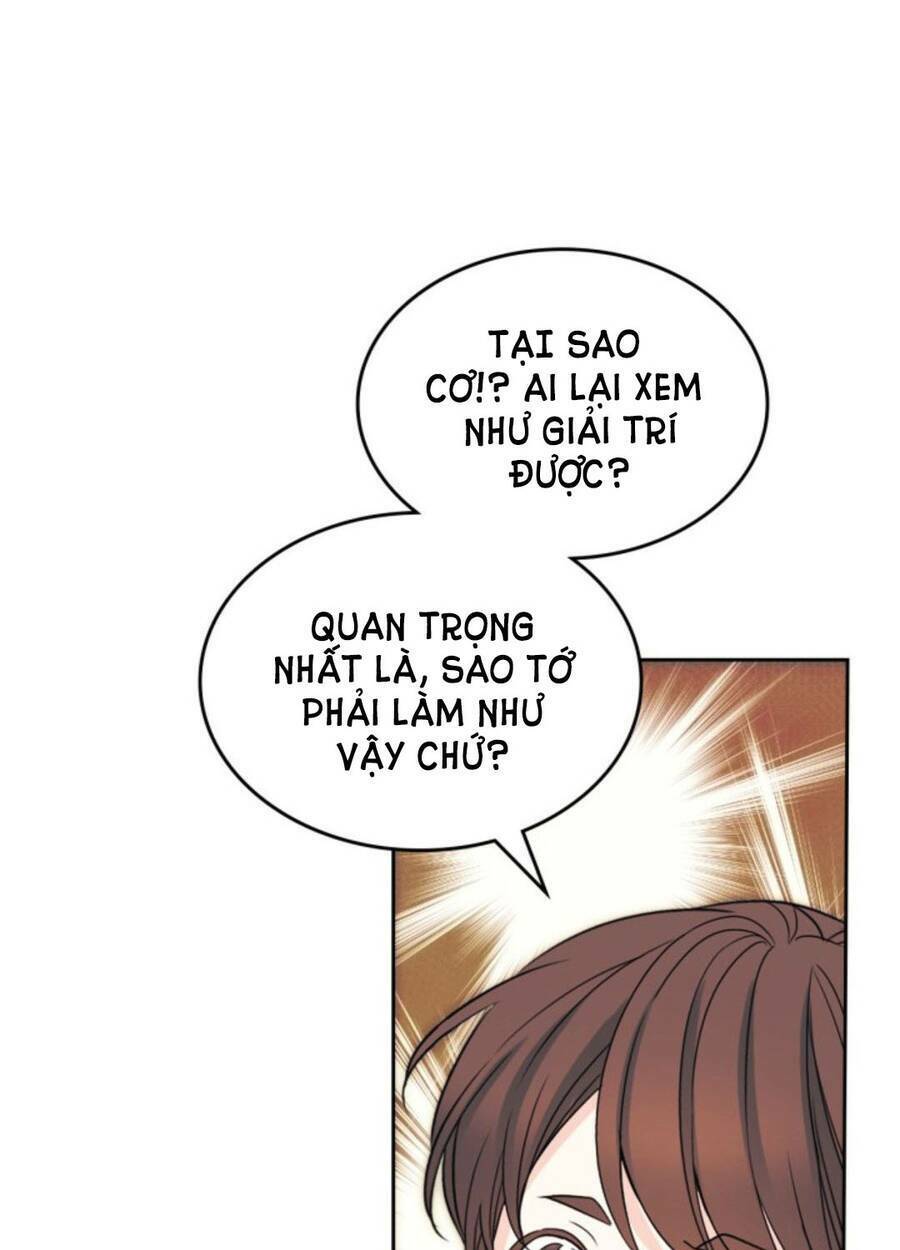 TẠI SAO
CƠ!? AI LẠI XEM
NHƯ GIẢI TRÍ
ĐƯỢC?
QUAN TRỌNG
NHẤT LÀ, SAO TỚ
PHẢI LÀM NHƯ
VẬY CHỨ?